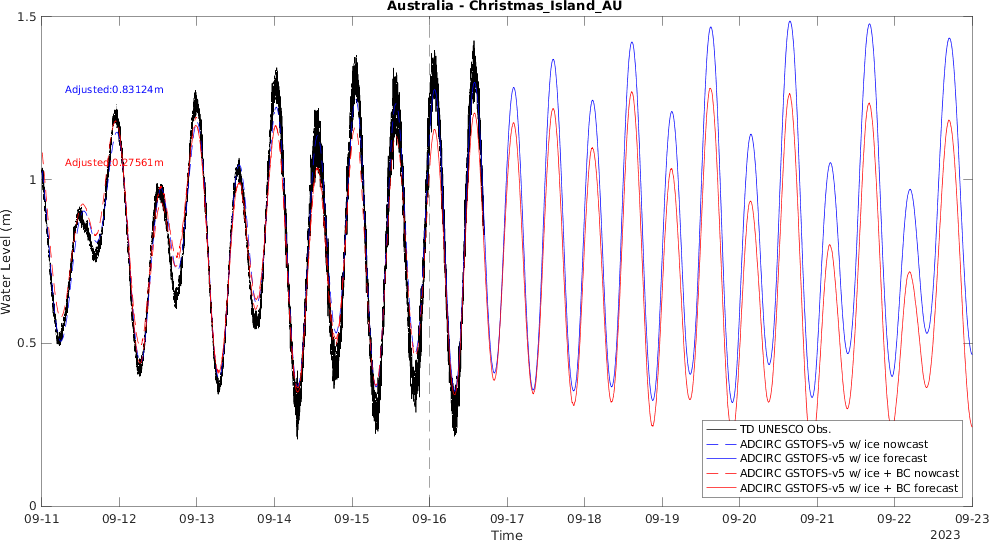 Australia - Christmas_Island_AU
1.5
Adjusted:0.83124m
Adjusted:0.27561m
1
Water Level (m)
0.5
TD UNESCO Obs.
ADCIRC GSTOFS-v5 w/ ice nowcast
ADCIRC GSTOFS-v5 w/ ice forecast
ADCIRC GSTOFS-v5 w/ ice + BC nowcast
ADCIRC GSTOFS-v5 w/ ice + BC forecast
0
09-11 09-12 09-13 09-14 09-15 09-16 09-17 09-18 09-19 09-20 09-21 09-22 09-23
Time
2023